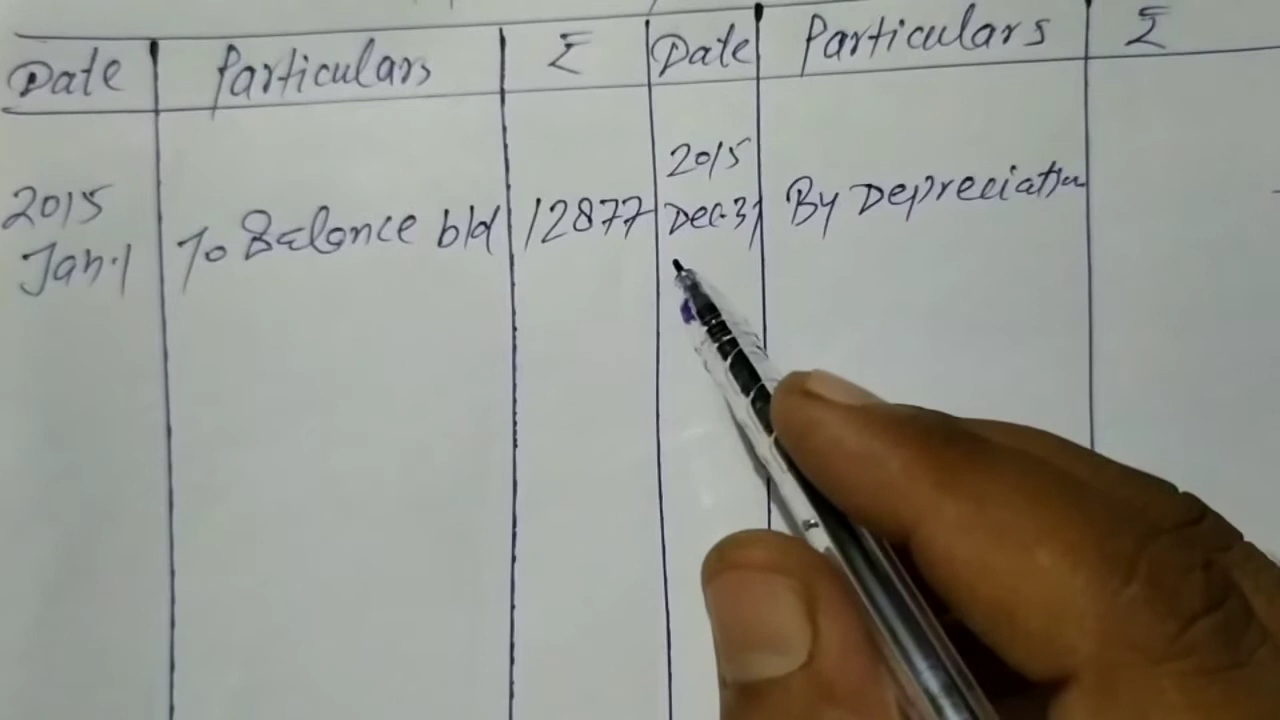 Date Particulars ₹ Date Particulars ₹
2015 Jan.1 To Balance b/d 12877 2015 Dec.31 By Depreciation